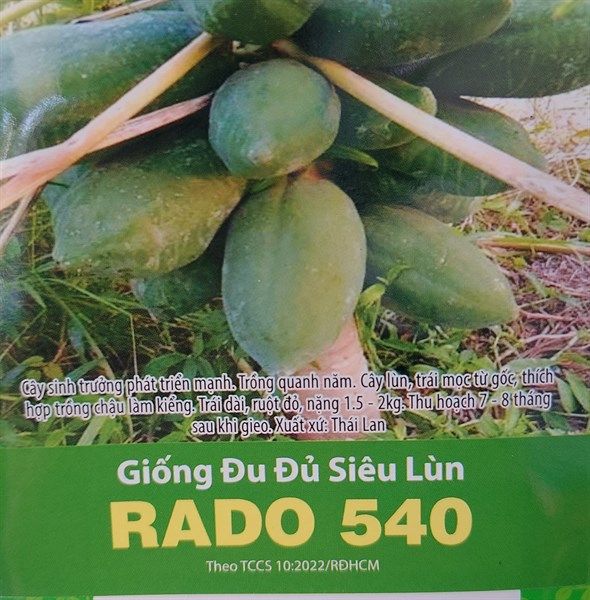 Cây sinh trưởng phát triển mạnh. Trồng quanh năm. Cây lùn, trái mọc từ gốc, thích
hợp trồng chậu làm kiểng. Trái dài, ruột đỏ, nặng 1.5 - 2kg. Thu hoạch 7 - 8 tháng
sau khi gieo. Xuất xứ: Thái Lan
Giống Đu Đủ Siêu Lùn
RADO 540
Theo TCCS 10:2022/RĐHCM